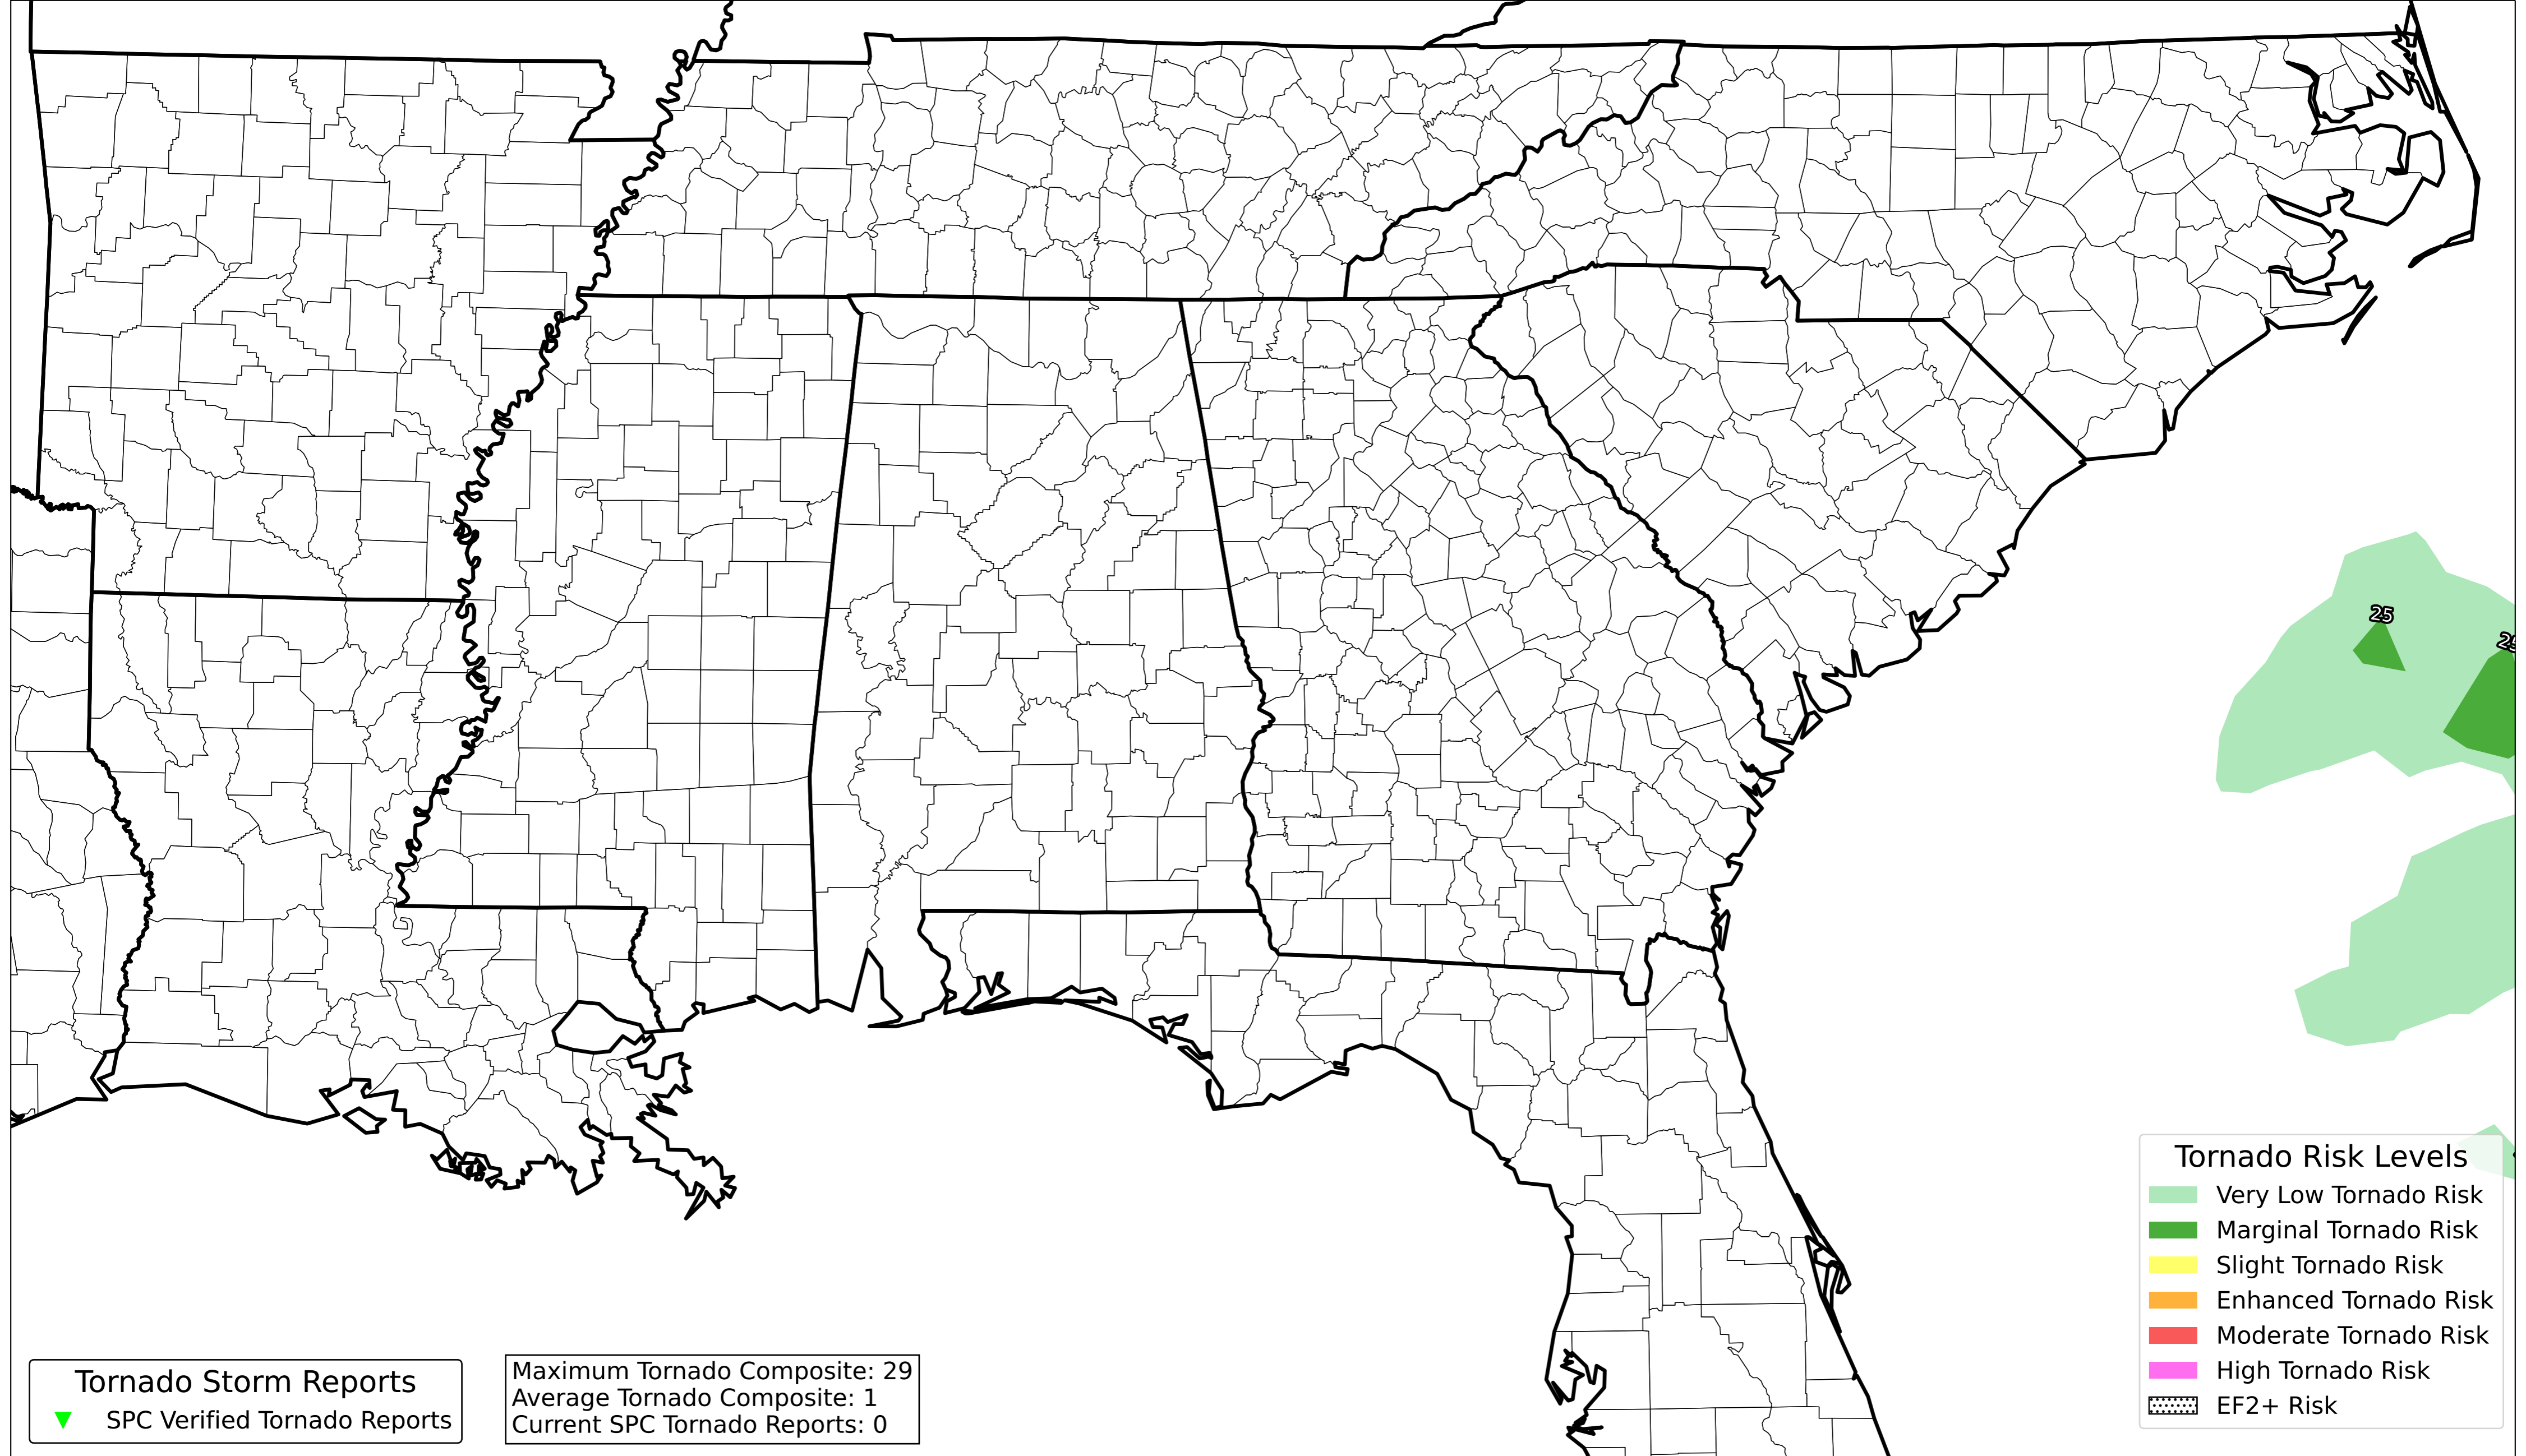 25
Tornado Risk Levels
Very Low Tornado Risk
Marginal Tornado Risk
Slight Tornado Risk
Enhanced Tornado Risk
Moderate Tornado Risk
High Tornado Risk
EF2+ Risk
Tornado Storm Reports
SPC Verified Tornado Reports
Maximum Tornado Composite: 29
Average Tornado Composite: 1
Current SPC Tornado Reports: 0